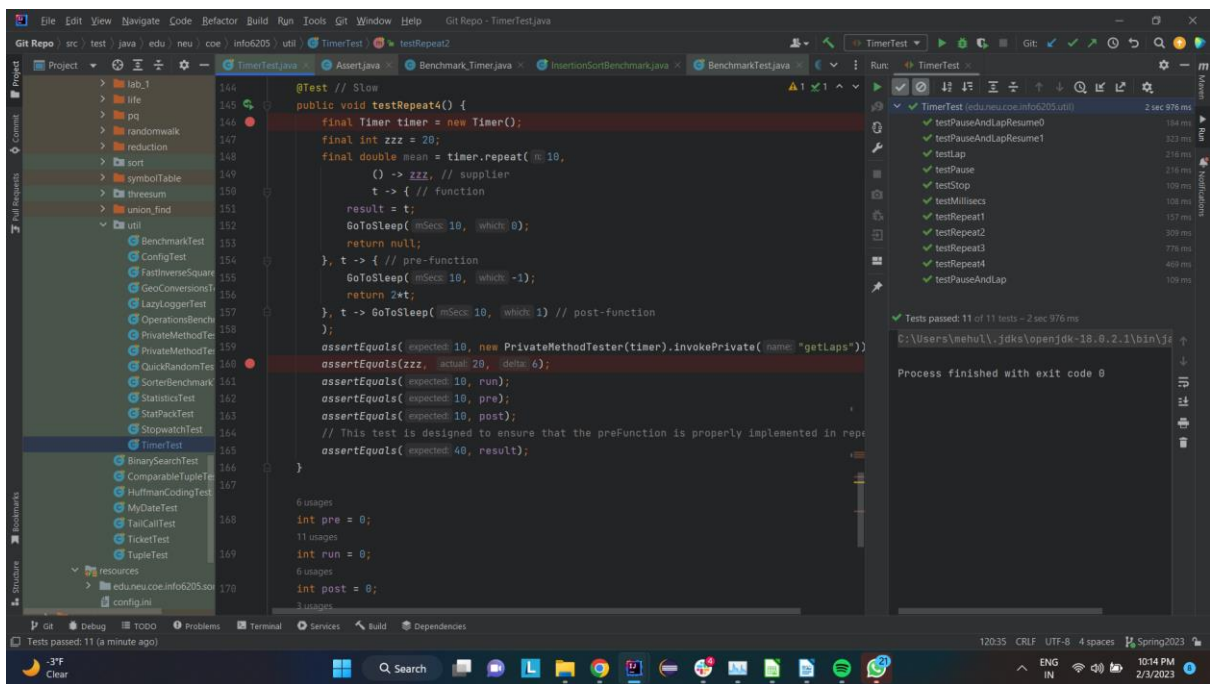 File Edit View Navigate Code Refactor Build Run Tools Git Window Help Git Repo - TimerTest.java
Git Repo src test java edu neu coe info6205 util TimerTest testRepeat2 TimerTest Git:
Project TimerTest.java Assert.java Benchmark_Timer.java InsertionSortBenchmark.java BenchmarkTest.java Run: TimerTest
Project
Commit
Pull Requests
Bookmarks
Structure
lab_1
life
pq
randomwalk
reduction
sort
symbolTable
threesum
union_find
util
BenchmarkTest
ConfigTest
FastInverseSquare
GeoConversionsT
LazyLoggerTest
OperationsBench
PrivateMethodTe
PrivateMethodTe
QuickRandomTes
SorterBenchmark
StatisticsTest
StatPackTest
StopwatchTest
TimerTest
BinarySearchTest
ComparableTupleTe
HuffmanCodingTest
MyDateTest
TailCallTest
TicketTest
TupleTest
resources
edu.neu.coe.info6205.so
config.ini
1 1
144 @Test // Slow
145 public void testRepeat4() {
146 final Timer timer = new Timer();
147 final int zzz = 20;
148 final double mean = timer.repeat( n: 10,
149 () -> zzz, // supplier
150 t -> { // function
151 result = t;
152 GoToSleep( mSecs: 10, which: 0);
153 return null;
154 }, t -> { // pre-function
155 GoToSleep( mSecs: 10, which: -1);
156 return 2*t;
157 }, t -> GoToSleep( mSecs: 10, which: 1) // post-function
158 );
159 assertEquals( expected: 10, new PrivateMethodTester(timer).invokePrivate( name: "getLaps"))
160 assertEquals(zzz, actual: 20, delta: 6);
161 assertEquals( expected: 10, run);
162 assertEquals( expected: 10, pre);
163 assertEquals( expected: 10, post);
164 // This test is designed to ensure that the preFunction is properly implemented in repe
165 assertEquals( expected: 40, result);
166 }
167
6 usages
168 int pre = 0;
11 usages
169 int run = 0;
6 usages
170 int post = 0;
3 usages
TimerTest (edu.neu.coe.info6205.util) 2 sec 976 ms
testPauseAndLapResume0 184 ms
testPauseAndLapResume1 323 ms
testLap 216 ms
testPause 216 ms
testStop 109 ms
testMillisecs 108 ms
testRepeat1 157 ms
testRepeat2 309 ms
testRepeat3 776 ms
testRepeat4 469 ms
testPauseAndLap 109 ms
Tests passed: 11 of 11 tests – 2 sec 976 ms
C:\Users\mehul\.jdks\openjdk-18.0.2.1\bin\ja
Process finished with exit code 0
m
Maven
Run
Notifications
Git Debug TODO Problems Terminal Services Build Dependencies
Tests passed: 11 (a minute ago) 120:35 CRLF UTF-8 4 spaces Spring2023
-3°F
Clear
Search
ENG
IN
10:14 PM
2/3/2023